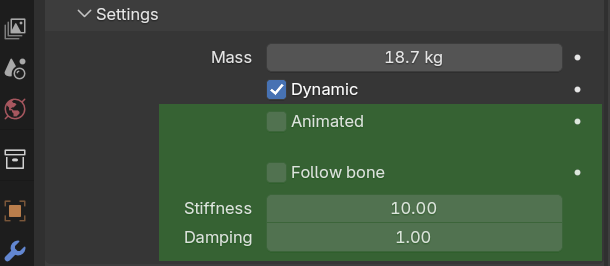 Settings
Mass 18.7 kg
Dynamic
Animated
Follow bone
Stiffness 10.00
Damping 1.00